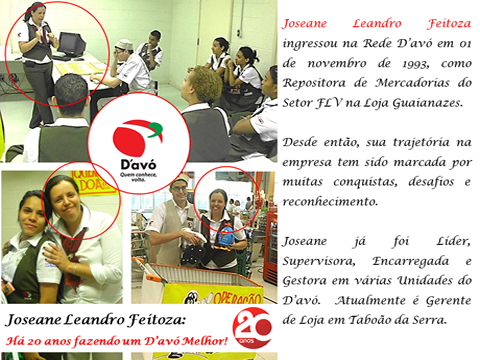 D'avó
Quem conhece,
volta.
OPERAÇÃO
Joseane Leandro Feitoza:
Há 20 anos fazendo um D'avó Melhor!
20
anos
Joseane Leandro Feitoza
ingressou na Rede D'avó em 01
de novembro de 1993, como
Repositora de Mercadorias do
Setor FLV na Loja Guaianazes.
Desde então, sua trajetória na
empresa tem sido marcada por
muitas conquistas, desafios e
reconhecimento.
Joseane já foi Líder,
Supervisora, Encarregada e
Gestora em várias Unidades do
D'avó. Atualmente é Gerente
de Loja em Taboão da Serra.